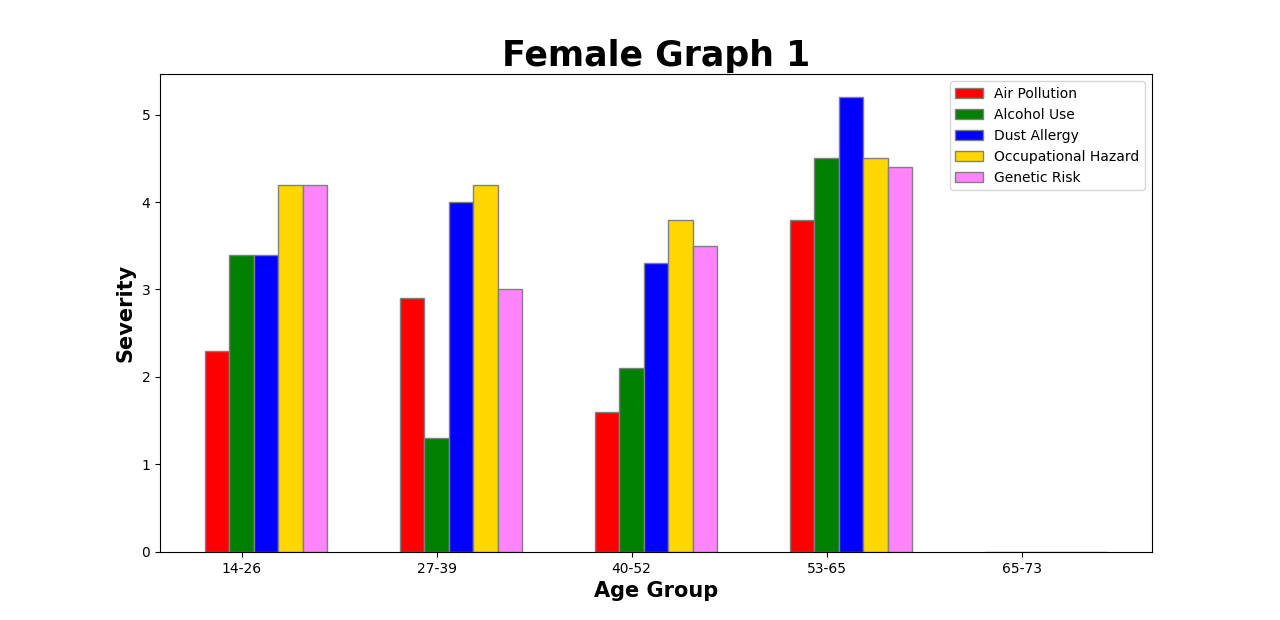 Female Graph 1
Air Pollution
Alcohol Use
Dust Allergy
Occupational Hazard
Genetic Risk
5
4
3
2
1
0
Severity
14-26
27-39
40-52
53-65
65-73
Age Group